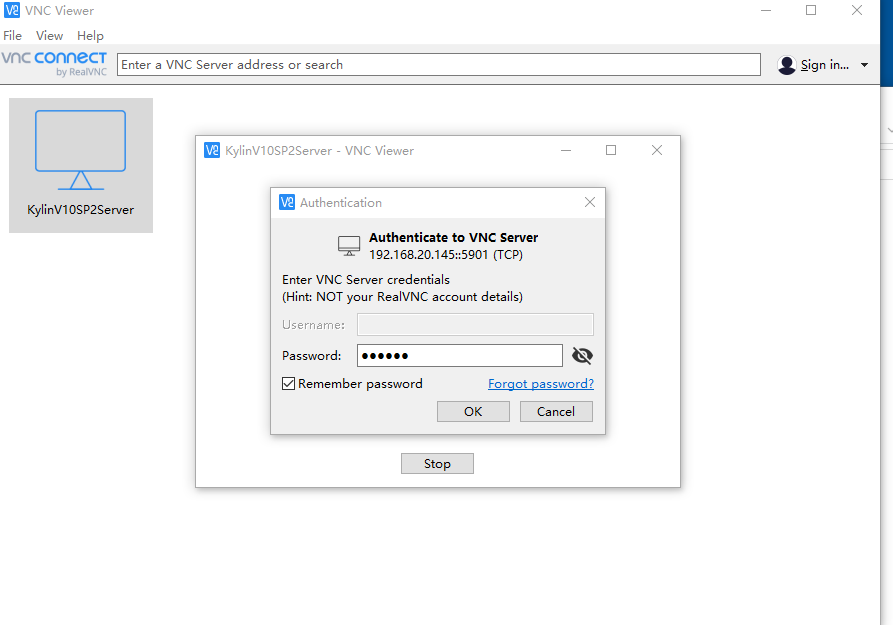 VNC Viewer
File View Help
vnc connect
by RealVNC
Enter a VNC Server address or search
Sign in...
KylinV10SP2Server
KylinV10SP2Server - VNC Viewer
Authentication
Authenticate to VNC Server
192.168.20.145::5901 (TCP)
Enter VNC Server credentials
(Hint: NOT your RealVNC account details)
Username:
Password: ●●●●●●
Remember password Forgot password?
OK Cancel
Stop